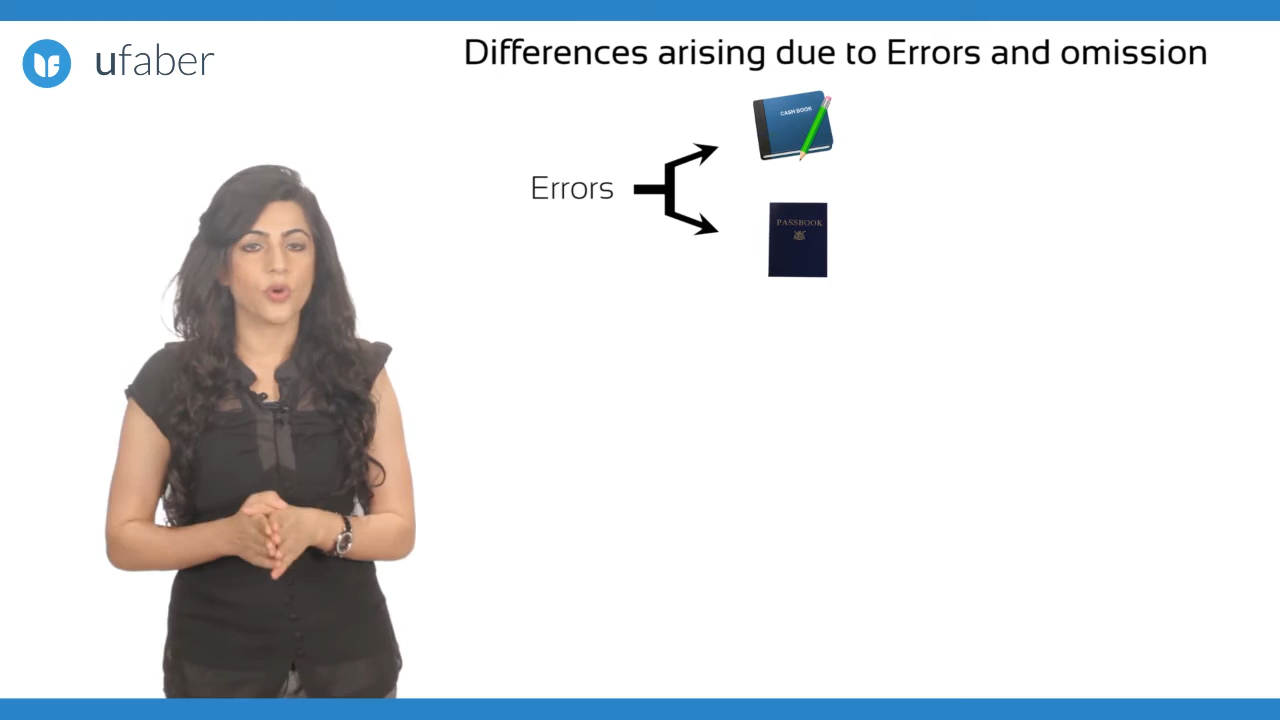 ufaber
Differences arising due to Errors and omission
CASH BOOK
Errors
PASSBOOK